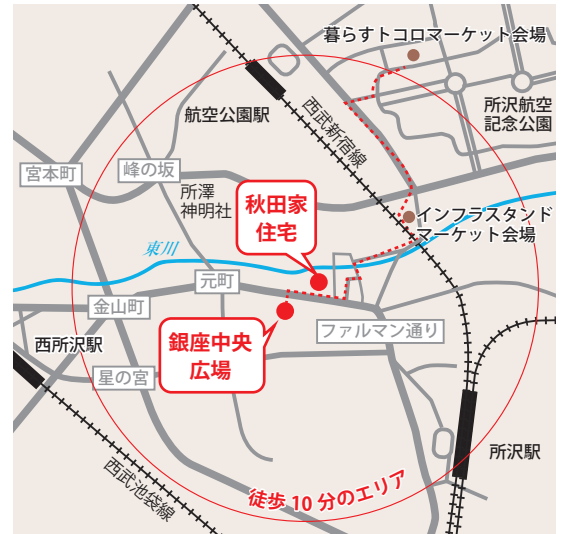 暮らすトコロマーケット会場
航空公園駅
西武新宿線
所沢航空
記念公園
宮本町
峰の坂
所澤
神明社
秋田家
住宅
インフラスタンド
マーケット会場
東川
元町
金山町
銀座中央
広場
ファルマン通り
西所沢駅
星の宮
所沢駅
西武池袋線
徒歩10分のエリア